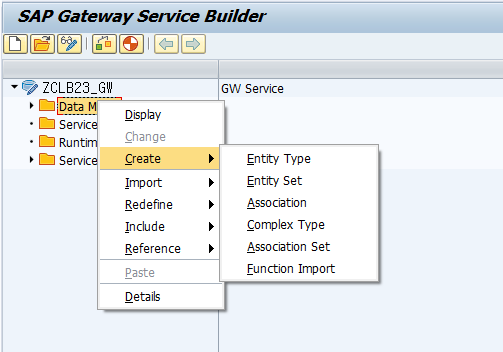 SAP Gateway Service Builder
ZCLB23_GW
GW Service
Data M
Service
Runtim
Service
Display
Change
Create
Import
Redefine
Include
Reference
Paste
Details
Entity Type
Entity Set
Association
Complex Type
Association Set
Function Import